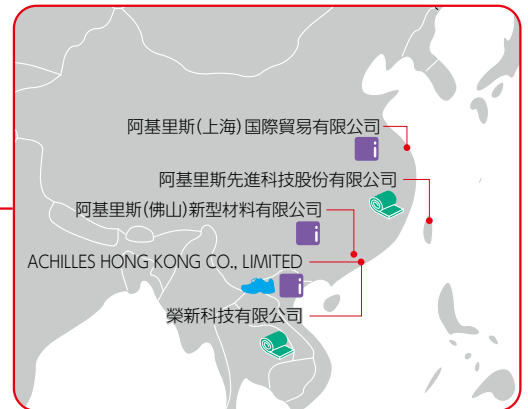 阿基里斯(上海)国際貿易有限公司
i
阿基里斯先進科技股份有限公司
阿基里斯(佛山)新型材料有限公司
i
ACHILLES HONG KONG CO., LIMITED
i
榮新科技有限公司